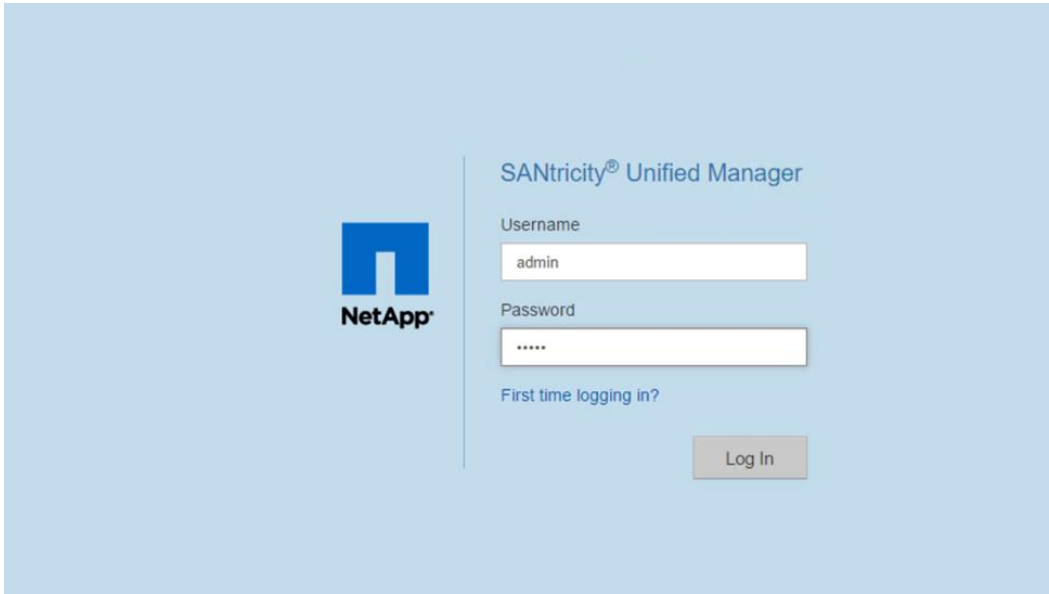 SANtricity® Unified Manager
Username
admin
NetApp®
Password
•••••
First time logging in?
Log In